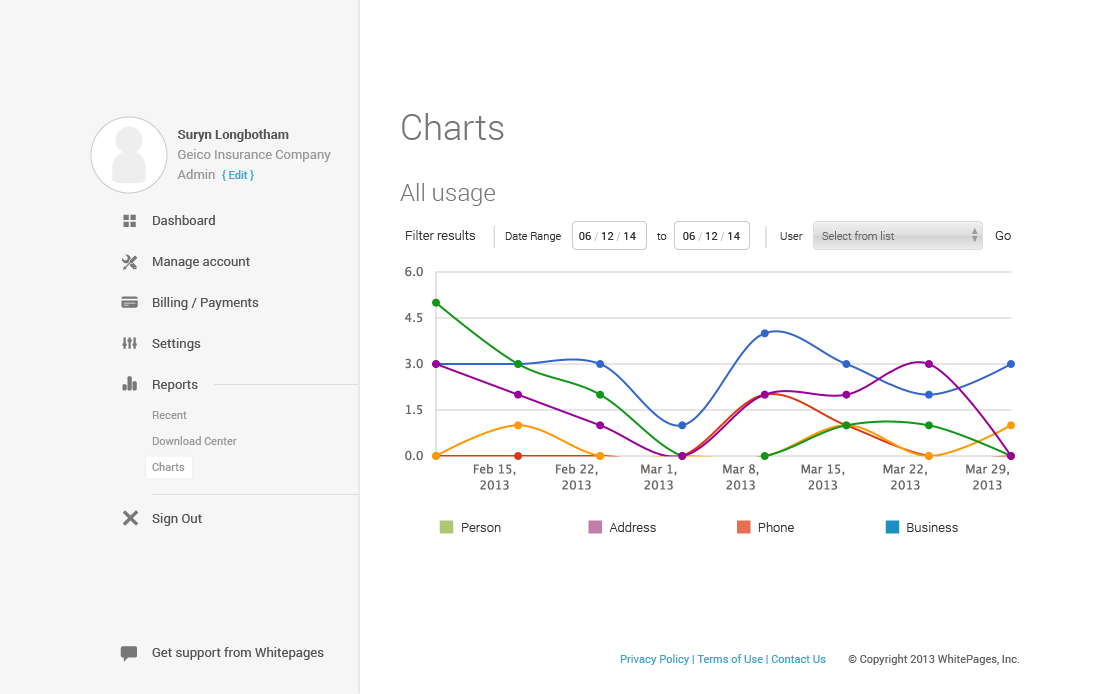 Suryn Longbotham
Geico Insurance Company
Admin { Edit }
Dashboard
Manage account
Billing / Payments
Settings
Reports
Recent
Download Center
Charts
Sign Out
Get support from Whitepages
Charts
All usage
Filter results Date Range 06 / 12 / 14 to 06 / 12 / 14 User Select from list Go
6.0
4.5
3.0
1.5
0.0
Feb 15, 2013
Feb 22, 2013
Mar 1, 2013
Mar 8, 2013
Mar 15, 2013
Mar 22, 2013
Mar 29, 2013
Person Address Phone Business
Privacy Policy | Terms of Use | Contact Us © Copyright 2013 WhitePages, Inc.